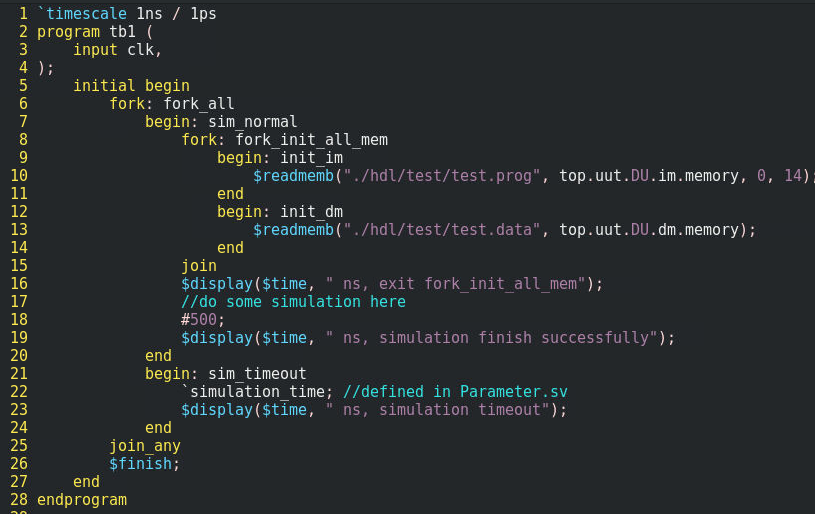 1 `timescale 1ns / 1ps
2 program tb1 (
3     input clk,
4 );
5     initial begin
6         fork: fork_all
7             begin: sim_normal
8                 fork: fork_init_all_mem
9                     begin: init_im
10                         $readmemb("./hdl/test/test.prog", top.uut.DU.im.memory, 0, 14);
11                     end
12                     begin: init_dm
13                         $readmemb("./hdl/test/test.data", top.uut.DU.dm.memory);
14                     end
15                 join
16                 $display($time, " ns, exit fork_init_all_mem");
17                 //do some simulation here
18                 #500;
19                 $display($time, " ns, simulation finish successfully");
20             end
21             begin: sim_timeout
22                 `simulation_time; //defined in Parameter.sv
23                 $display($time, " ns, simulation timeout");
24             end
25         join_any
26         $finish;
27     end
28 endprogram